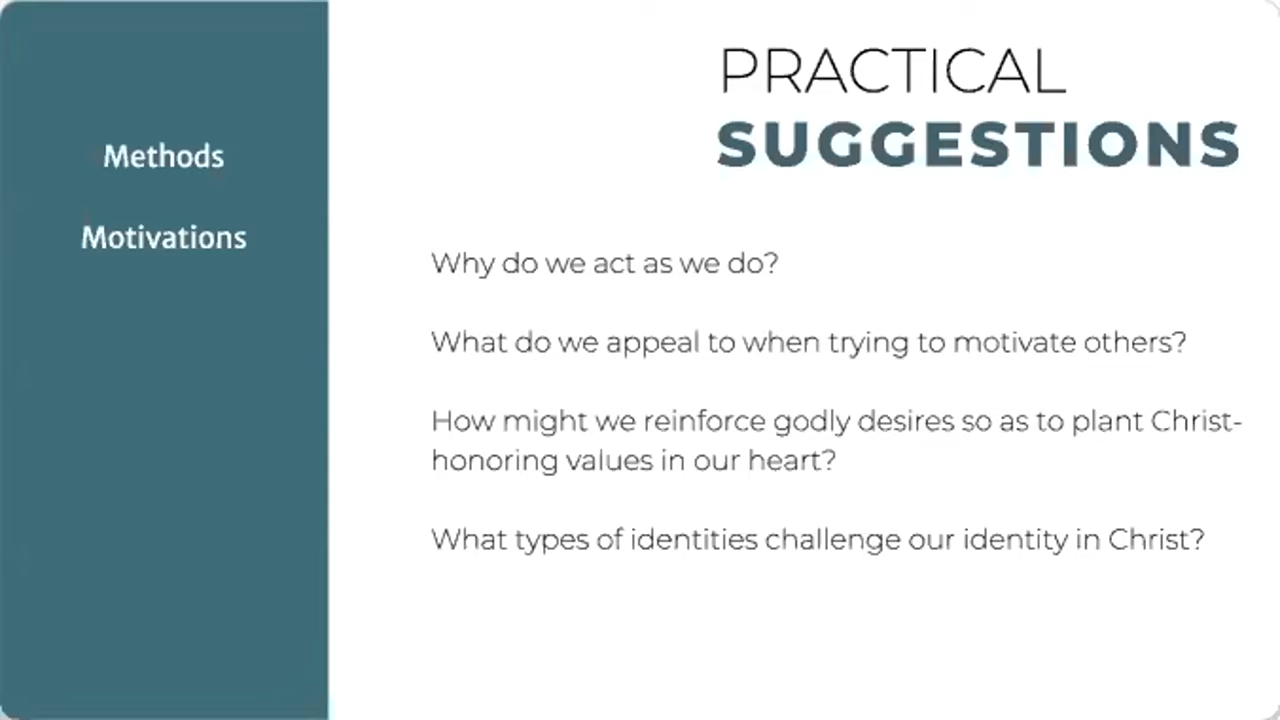 Methods
Motivations
PRACTICAL
SUGGESTIONS
Why do we act as we do?
What do we appeal to when trying to motivate others?
How might we reinforce godly desires so as to plant Christ-
honoring values in our heart?
What types of identities challenge our identity in Christ?